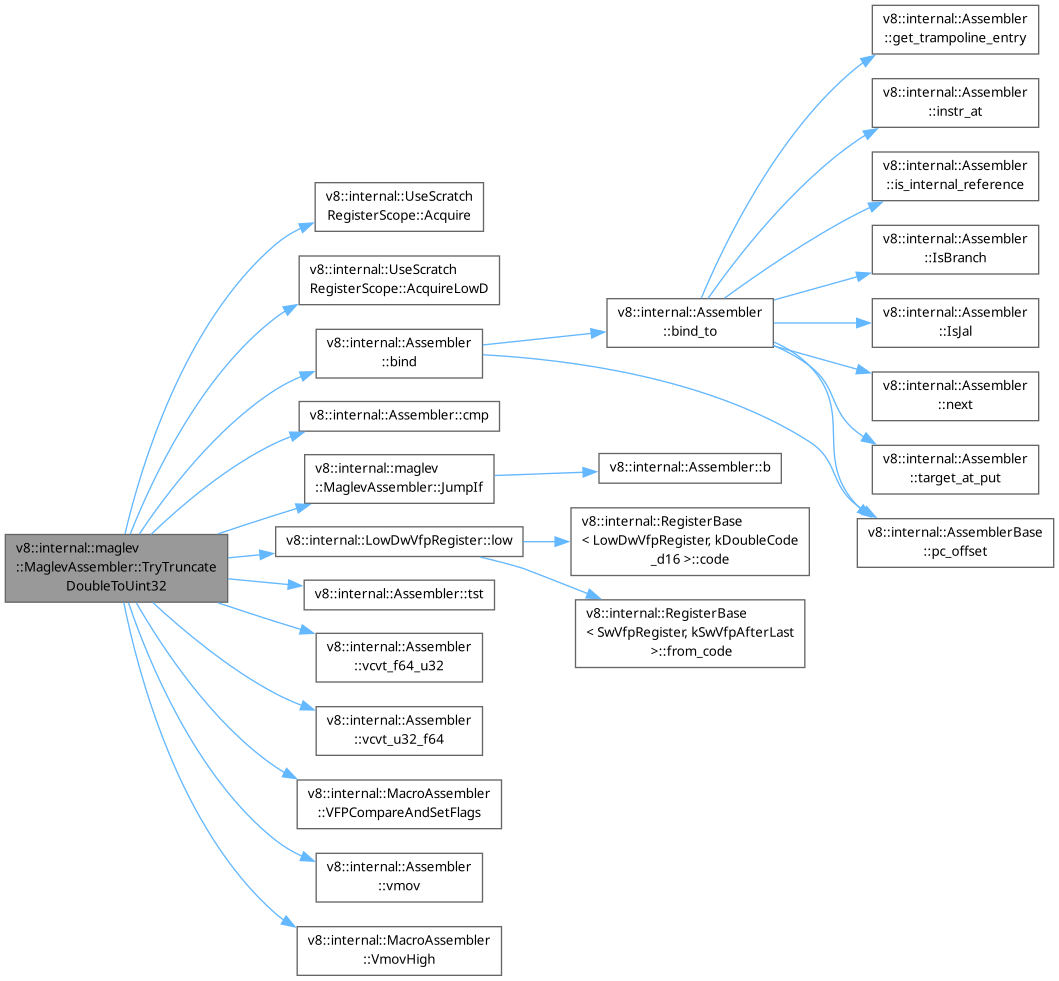 v8::internal::maglev
::MaglevAssembler::TryTruncate
DoubleToUint32
v8::internal::UseScratch
RegisterScope::Acquire
v8::internal::UseScratch
RegisterScope::AcquireLowD
v8::internal::Assembler
::bind
v8::internal::Assembler
::bind_to
v8::internal::Assembler
::get_trampoline_entry
v8::internal::Assembler
::instr_at
v8::internal::Assembler
::is_internal_reference
v8::internal::Assembler
::IsBranch
v8::internal::Assembler
::IsJal
v8::internal::Assembler
::next
v8::internal::Assembler
::target_at_put
v8::internal::AssemblerBase
::pc_offset
v8::internal::Assembler::cmp
v8::internal::maglev
::MaglevAssembler::JumpIf
v8::internal::Assembler::b
v8::internal::LowDwVfpRegister::low
v8::internal::RegisterBase
< LowDwVfpRegister, kDoubleCode
_d16 >::code
v8::internal::RegisterBase
< SwVfpRegister, kSwVfpAfterLast
>::from_code
v8::internal::Assembler::tst
v8::internal::Assembler
::vcvt_f64_u32
v8::internal::Assembler
::vcvt_u32_f64
v8::internal::MacroAssembler
::VFPCompareAndSetFlags
v8::internal::Assembler
::vmov
v8::internal::MacroAssembler
::VmovHigh